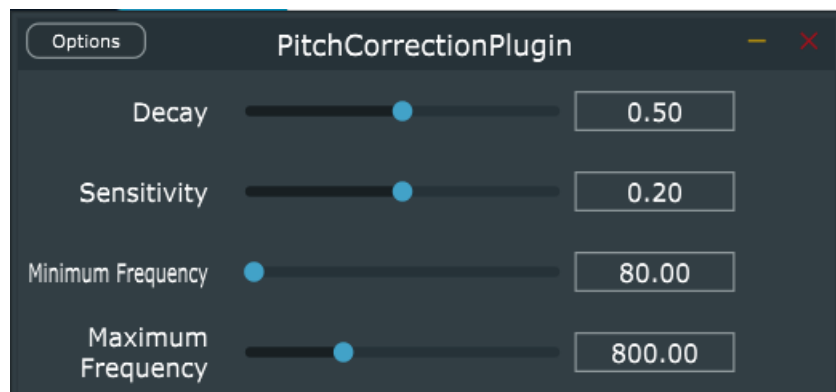 Options
PitchCorrectionPlugin
Decay
0.50
Sensitivity
0.20
Minimum Frequency
80.00
Maximum
Frequency
800.00